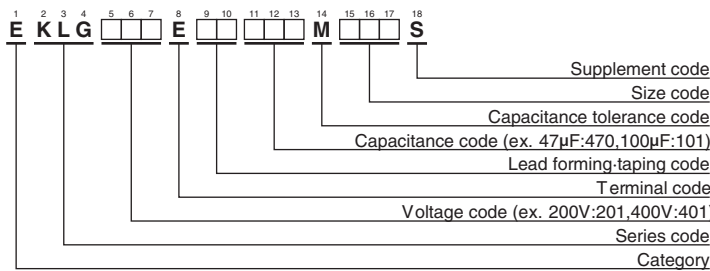 1 2 3 4 5 6 7 8 9 10 11 12 13 14 15 16 17 18
E KLG E M S
Supplement code
Size code
Capacitance tolerance code
Capacitance code (ex. 47µF:470,100µF:101)
Lead forming·taping code
Terminal code
Voltage code (ex. 200V:201,400V:401)
Series code
Category